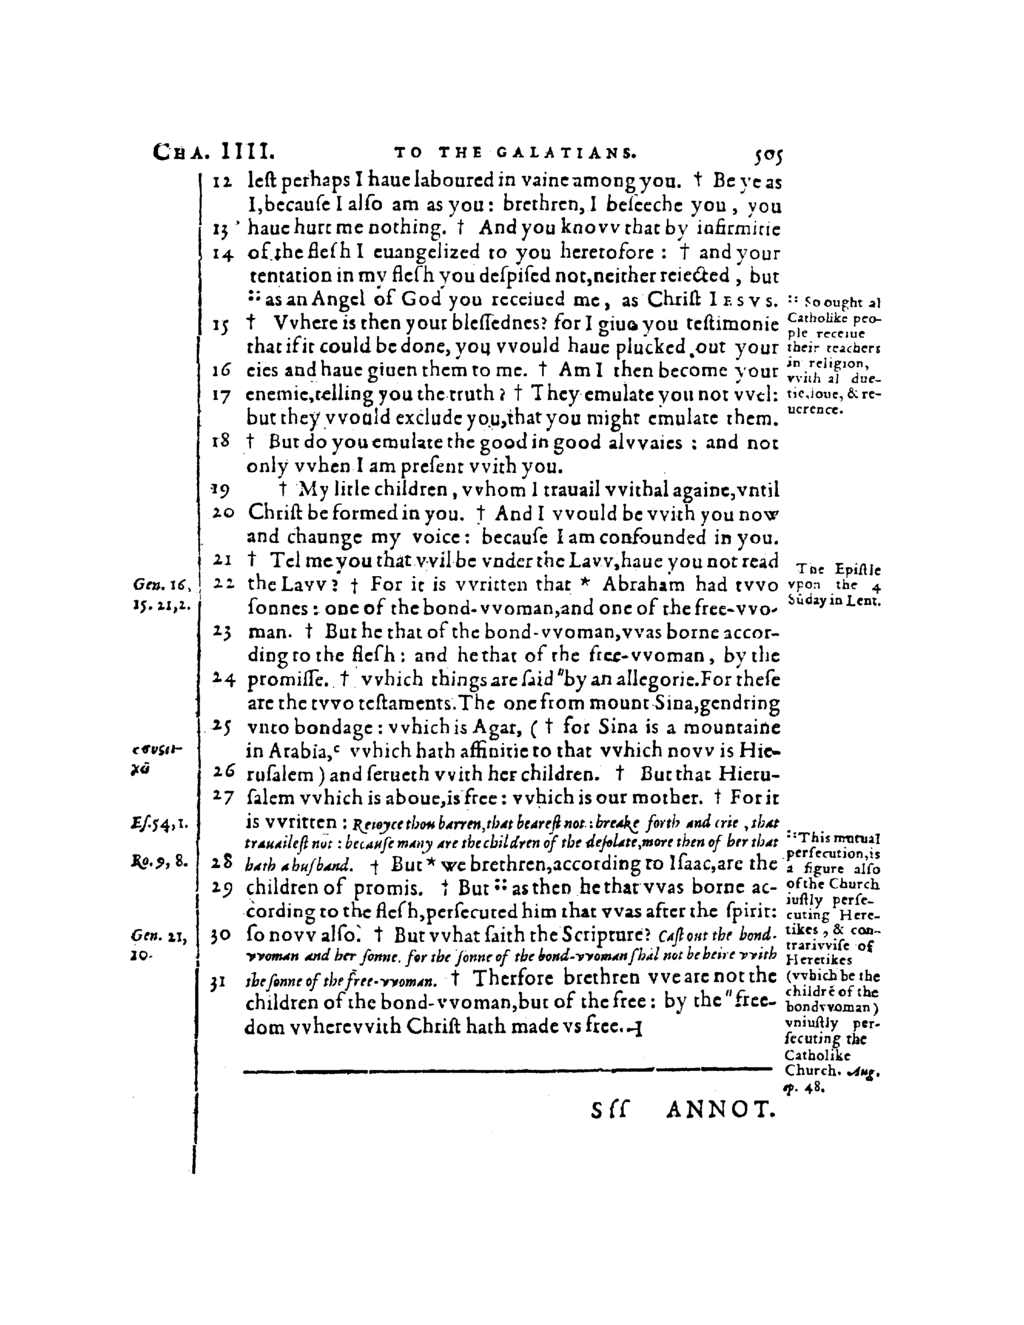 CHA. IIII. TO THE GALATIANS. 505
12 leſt perhaps I haue laboured in vaine among you. † Be ye as
I, becauſe I alſo am as you: brethren, I beſeeche you, you
13 haue hurt me nothing. † And you knovv that by infirmitie
14 of the fleſh I euangelized to you heretofore : † and your
tentation in my fleſh you deſpiſed not, neither reiected, but
:: as an Angel of God you receiued me, as Chriſt IESVS.
15 † VVhere is then your bleſſednes? for I giue you teſtimonie
that if it could be done, you vvould haue plucked out your
16 eies and haue giuen them to me. † Am I then become your
17 enemie, telling you the truth? † They emulate you not vvel:
but they vvould exclude you, that you might emulate them.
18 † But do you emulate the good in good alvvaies : and not
only vvhen I am preſent vvith you.
19 † My litle children, vvhom I trauail vvithal againe, vntil
20 Chriſt be formed in you. † And I vvould be vvith you now
and chaunge my voice: becauſe I am confounded in you.
21 † Tel me you that vvil be vnder the Lavv, haue you not read
22 the Lavv? † For it is vvritten that * Abraham had tvvo
ſonnes: one of the bond-vvoman, and one of the free-vvo-
23 man. † But he that of the bond-vvoman, vvas borne accor-
ding to the fleſh: and he that of the free-vvoman, by the
24 promiſſe. † vvhich things are ſaid "by an allegorie. For theſe
are the tvvo teſtaments. The one from mount Sina, gendring
25 vnto bondage: vvhich is Agar, ( † for Sina is a mountaine
in Arabia, ᶜ vvhich hath affinitie to that vvhich novv is Hie-
26 ruſalem ) and ſerueth vvith her children. † But that Hieru-
27 ſalem vvhich is aboue, is free: vvhich is our mother. † For it
is vvritten : Reioyce thou barren, that beareſt not: breake forth and crie, that
trauaileſt not: becauſe many are the children of the deſolate, more then of her that
28 hath a huſband. † But * we brethren, according to Iſaac, are the
29 children of promis. † But :: as then he that vvas borne ac-
cording to the fleſh, perſecuted him that vvas after the ſpirit:
30 ſo novv alſo. † But vvhat ſaith the Scripture? Caſt out the bond-
vvoman and her ſonne. for the ſonne of the bond-vvoman ſhal not be heire vvith
31 the ſonne of the free-vvoman. † Therfore brethren vve are not the
children of the bond-vvoman, but of the free: by the "free-
dom vvherevvith Chriſt hath made vs free. ⊣
:: So ought al
Catholike peo-
ple receiue
their teachers
in religion,
vvith al due-
tie, loue, & re-
uerence.
The Epiſtle
vpon the 4
Sūday in Lent.
:: This mutual
perſecution, is
a figure alſo
of the Church
iuſtly perſe-
cuting Here-
tikes, & con-
trarivviſe of
Heretikes
(vvhich be the
childrē of the
bondvvoman)
vniuſtly per-
ſecuting the
Catholike
Church. Aug.
ep. 48.
Gen. 16,
15. 21, 2.
ϲυϲτι-
χᾶ
Eſ. 54, 1.
Ro. 9, 8.
Gen. 21,
10.
Sſſ ANNOT.